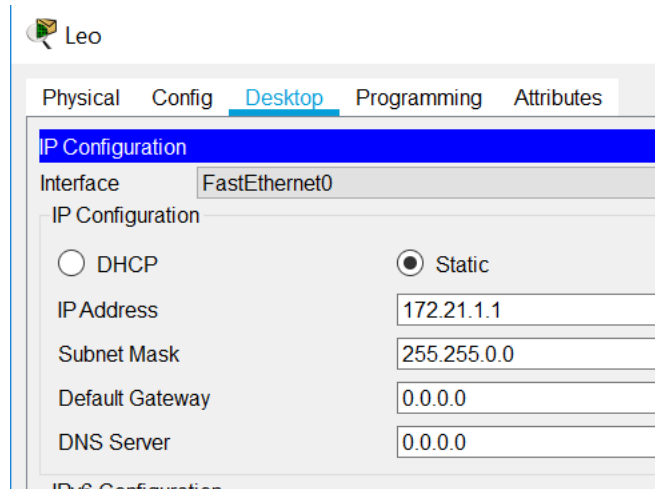 Leo
Physical Config Desktop Programming Attributes
IP Configuration
Interface FastEthernet0
IP Configuration
DHCP Static
IP Address 172.21.1.1
Subnet Mask 255.255.0.0
Default Gateway 0.0.0.0
DNS Server 0.0.0.0
IPv6 Configuration